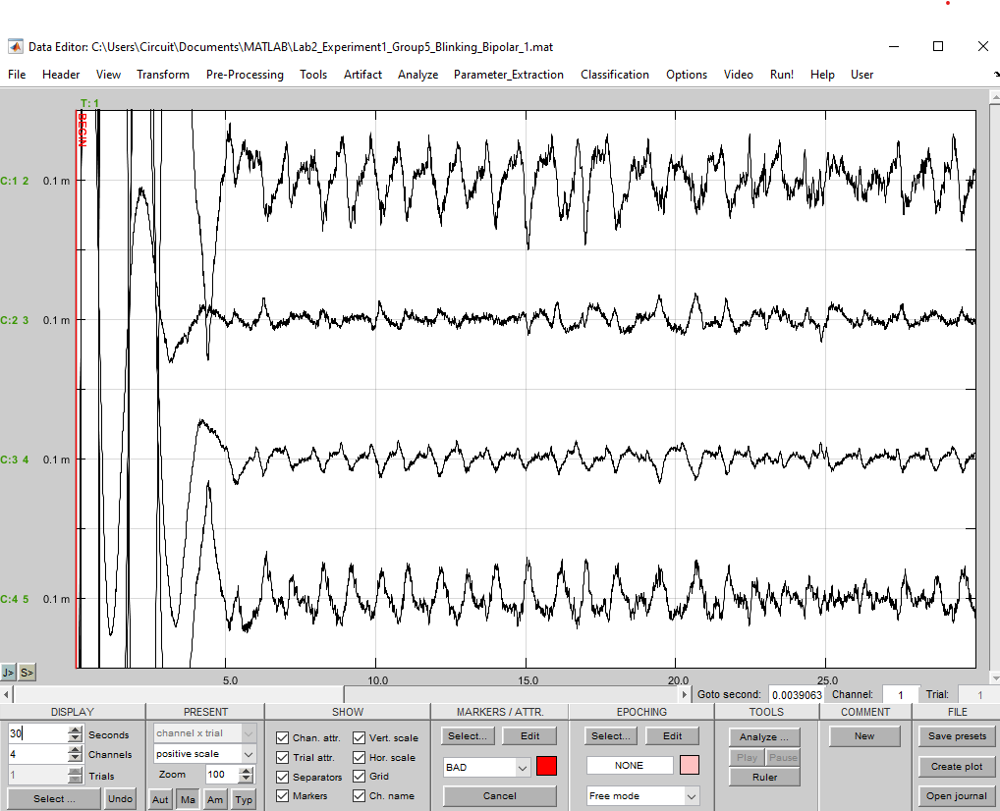 Data Editor: C:\Users\Circuit\Documents\MATLAB\Lab2_Experiment1_Group5_Blinking_Bipolar_1.mat
File Header View Transform Pre-Processing Tools Artifact Analyze Parameter_Extraction Classification Options Video Run! Help User
T: 1
BEGIN
C:1 2 0.1 m
C:2 3 0.1 m
C:3 4 0.1 m
C:4 5 0.1 m
J> S>
5.0 10.0 15.0 20.0 25.0
Goto second: 0.0039063 Channel: 1 Trial: 1
DISPLAY PRESENT SHOW MARKERS / ATTR. EPOCHING TOOLS COMMENT FILE
30 Seconds channel x trial Chan. attr. Vert. scale Select... Edit Select... Edit Analyze ... New Save presets
4 Channels positive scale Trial attr. Hor. scale Play Pause
1 Trials Zoom 100 Separators Grid BAD NONE Ruler Create plot
Select ... Undo Aut Ma Am Typ Markers Ch. name Cancel Free mode Open journal